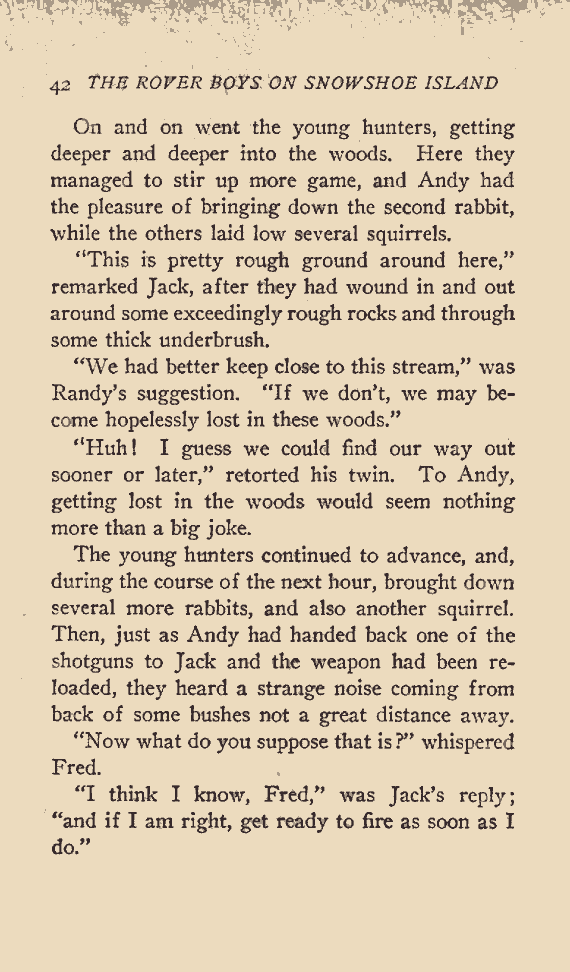 42 THE ROVER BOYS ON SNOWSHOE ISLAND
On and on went the young hunters, getting
deeper and deeper into the woods. Here they
managed to stir up more game, and Andy had
the pleasure of bringing down the second rabbit,
while the others laid low several squirrels.
"This is pretty rough ground around here,"
remarked Jack, after they had wound in and out
around some exceedingly rough rocks and through
some thick underbrush.
"We had better keep close to this stream," was
Randy's suggestion. "If we don't, we may be-
come hopelessly lost in these woods."
"Huh! I guess we could find our way out
sooner or later," retorted his twin. To Andy,
getting lost in the woods would seem nothing
more than a big joke.
The young hunters continued to advance, and,
during the course of the next hour, brought down
several more rabbits, and also another squirrel.
Then, just as Andy had handed back one of the
shotguns to Jack and the weapon had been re-
loaded, they heard a strange noise coming from
back of some bushes not a great distance away.
"Now what do you suppose that is?" whispered
Fred.
"I think I know, Fred," was Jack's reply;
"and if I am right, get ready to fire as soon as I
do."